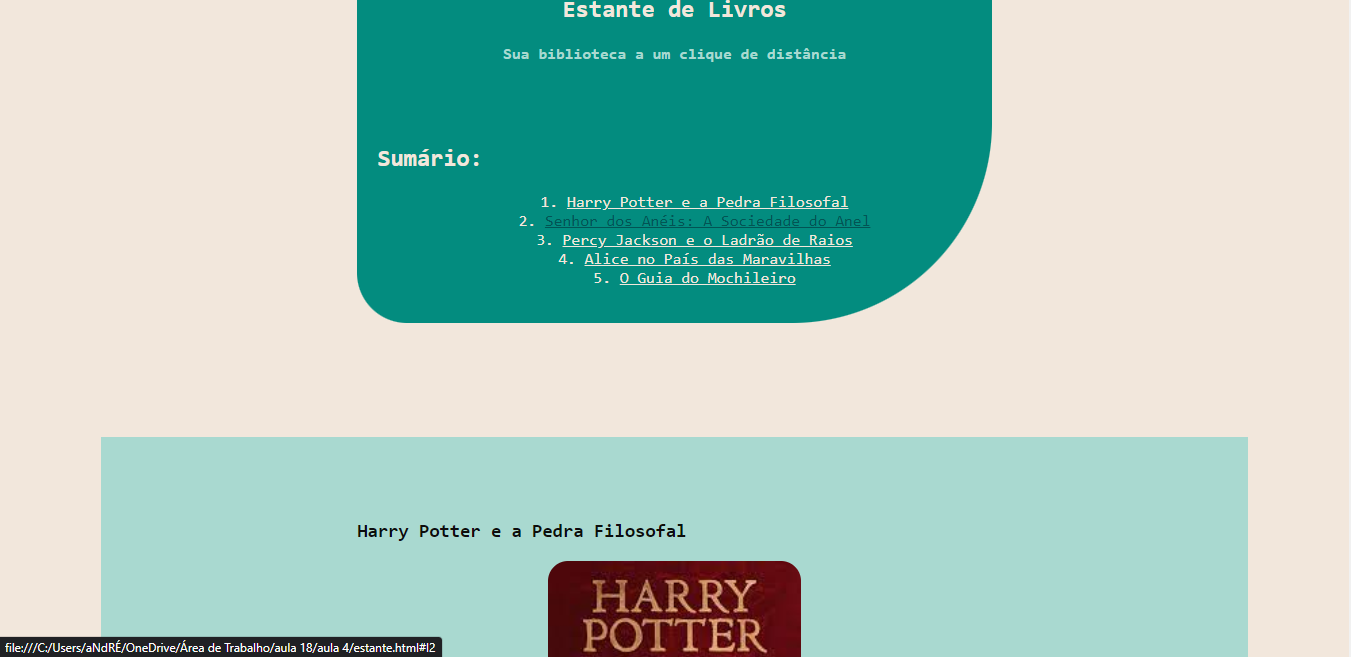 Estante de Livros
Sua biblioteca a um clique de distância
Sumário:
1. Harry Potter e a Pedra Filosofal
2. Senhor dos Anéis: A Sociedade do Anel
3. Percy Jackson e o Ladrão de Raios
4. Alice no País das Maravilhas
5. O Guia do Mochileiro
Harry Potter e a Pedra Filosofal
HARRY
POTTER
file:///C:/Users/aNdRÉ/OneDrive/Área de Trabalho/aula 18/aula 4/estante.html#l2